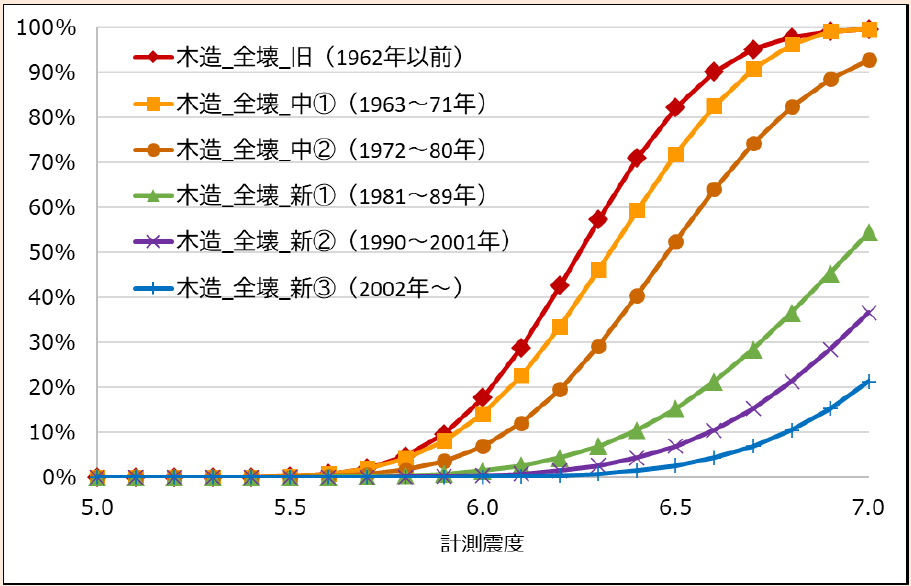 100%
90%
80%
70%
60%
50%
40%
30%
20%
10%
0%
木造_全壊_旧（1962年以前）
木造_全壊_中①（1963～71年）
木造_全壊_中②（1972～80年）
木造_全壊_新①（1981～89年）
木造_全壊_新②（1990～2001年）
木造_全壊_新③（2002年～）
5.0 5.5 6.0 6.5 7.0
計測震度